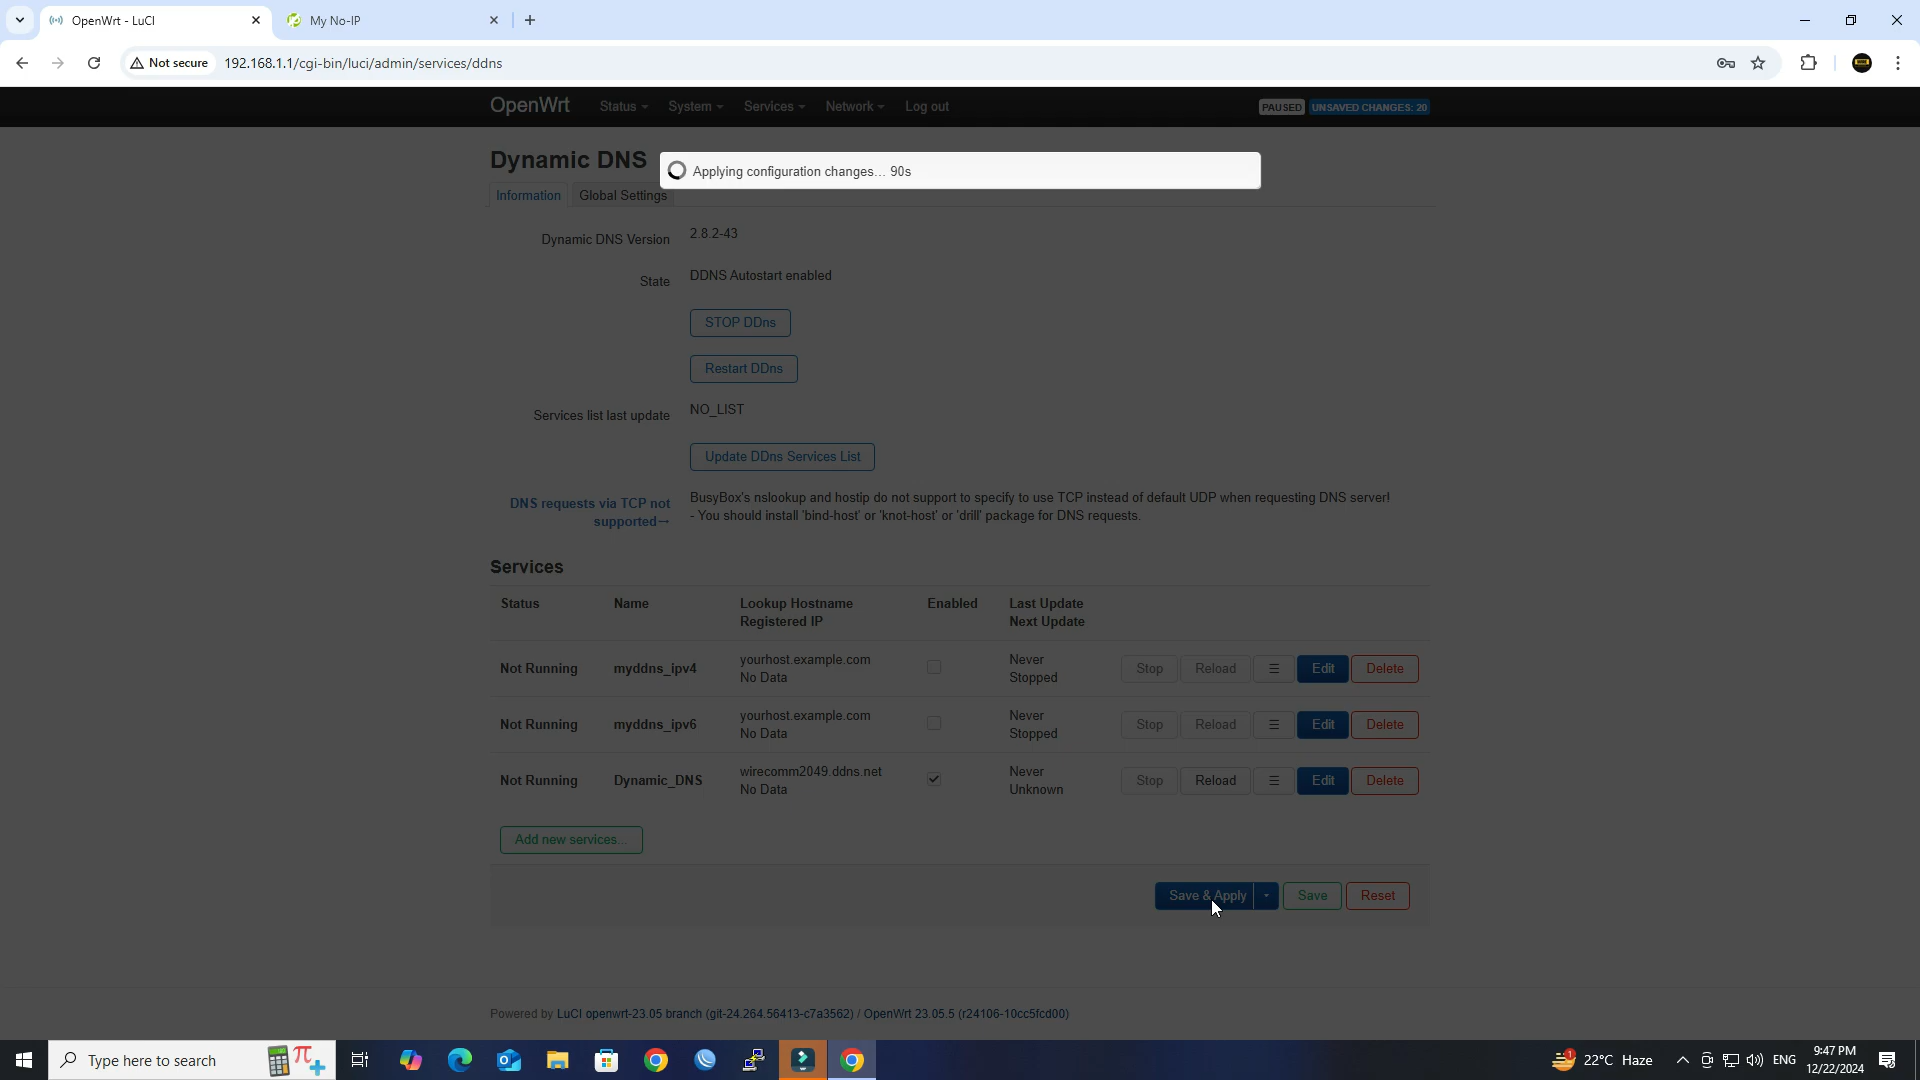 OpenWrt - LuCI
My No-IP
Not secure
192.168.1.1/cgi-bin/luci/admin/services/ddns
OpenWrt Status System Services Network Log out PAUSED UNSAVED CHANGES: 20
Dynamic DNS
Applying configuration changes... 90s
Information Global Settings
Dynamic DNS Version 2.8.2-43
State DDNS Autostart enabled
STOP DDns
Restart DDns
Services list last update NO_LIST
Update DDns Services List
DNS requests via TCP not supported→
BusyBox's nslookup and hostip do not support to specify to use TCP instead of default UDP when requesting DNS server!
- You should install 'bind-host' or 'knot-host' or 'drill' package for DNS requests.
Services
Status Name Lookup Hostname Enabled Last Update
Registered IP Next Update
Not Running myddns_ipv4 yourhost.example.com Never Stop Reload ☰ Edit Delete
No Data Stopped
Not Running myddns_ipv6 yourhost.example.com Never Stop Reload ☰ Edit Delete
No Data Stopped
Not Running Dynamic_DNS wirecomm2049.ddns.net Never Stop Reload ☰ Edit Delete
No Data Unknown
Add new services...
Save & Apply Save Reset
Powered by LuCI openwrt-23.05 branch (git-24.264.56413-c7a3562) / OpenWrt 23.05.5 (r24106-10cc5fcd00)
Type here to search
1 22°C Haze ENG 9:47 PM
12/22/2024